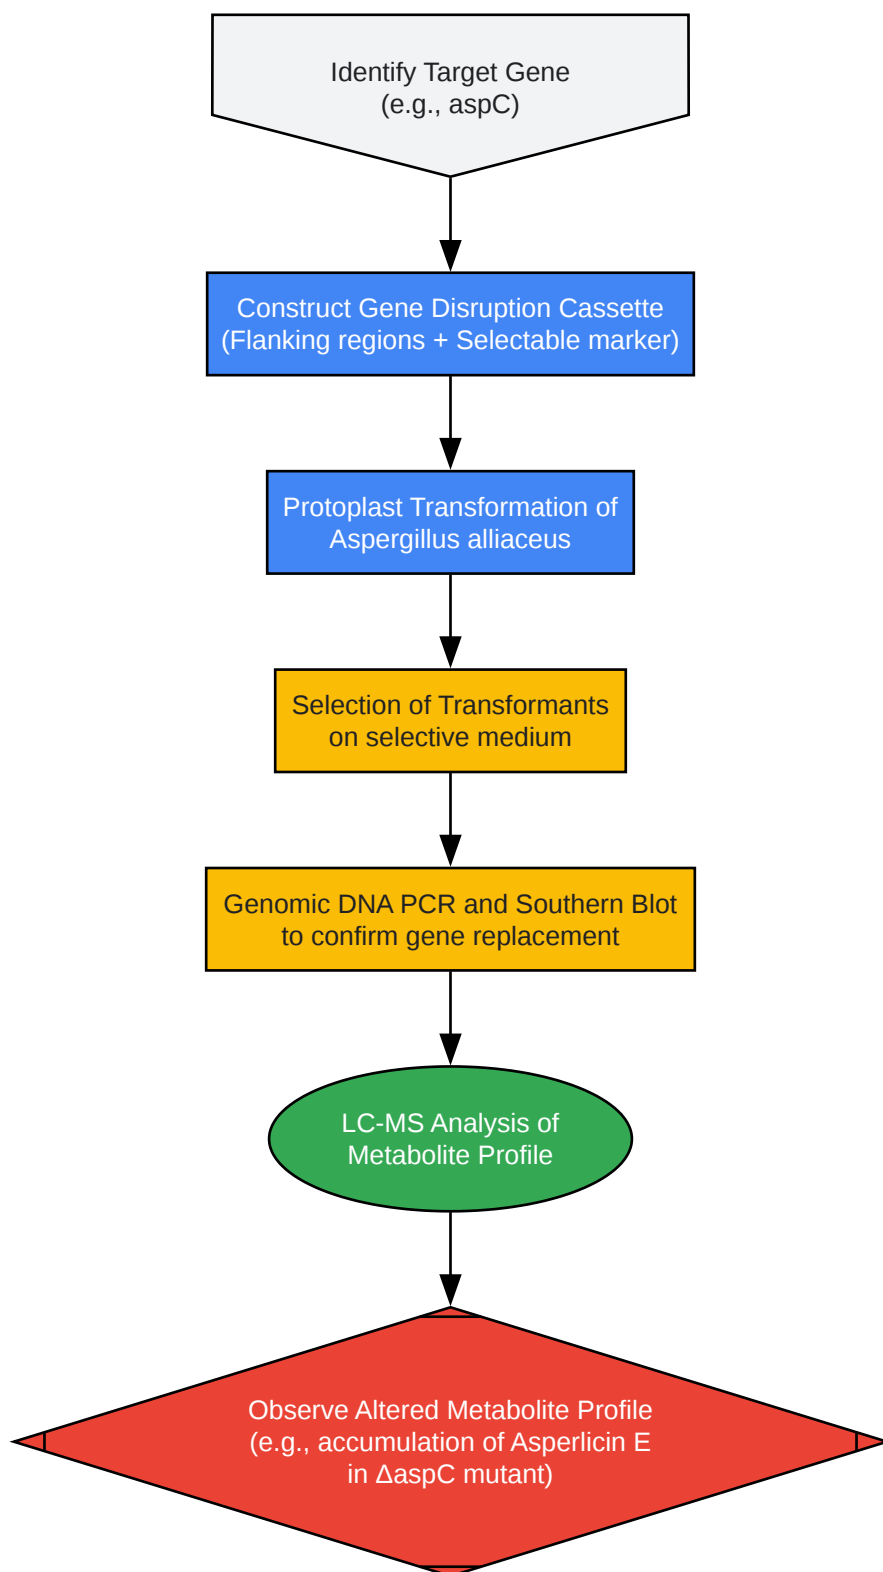 Identify Target Gene
(e.g., aspC)
Construct Gene Disruption Cassette
(Flanking regions + Selectable marker)
Protoplast Transformation of
Aspergillus alliaceus
Selection of Transformants
on selective medium
Genomic DNA PCR and Southern Blot
to confirm gene replacement
LC-MS Analysis of
Metabolite Profile
Observe Altered Metabolite Profile
(e.g., accumulation of Asperlicin E
in ΔaspC mutant)